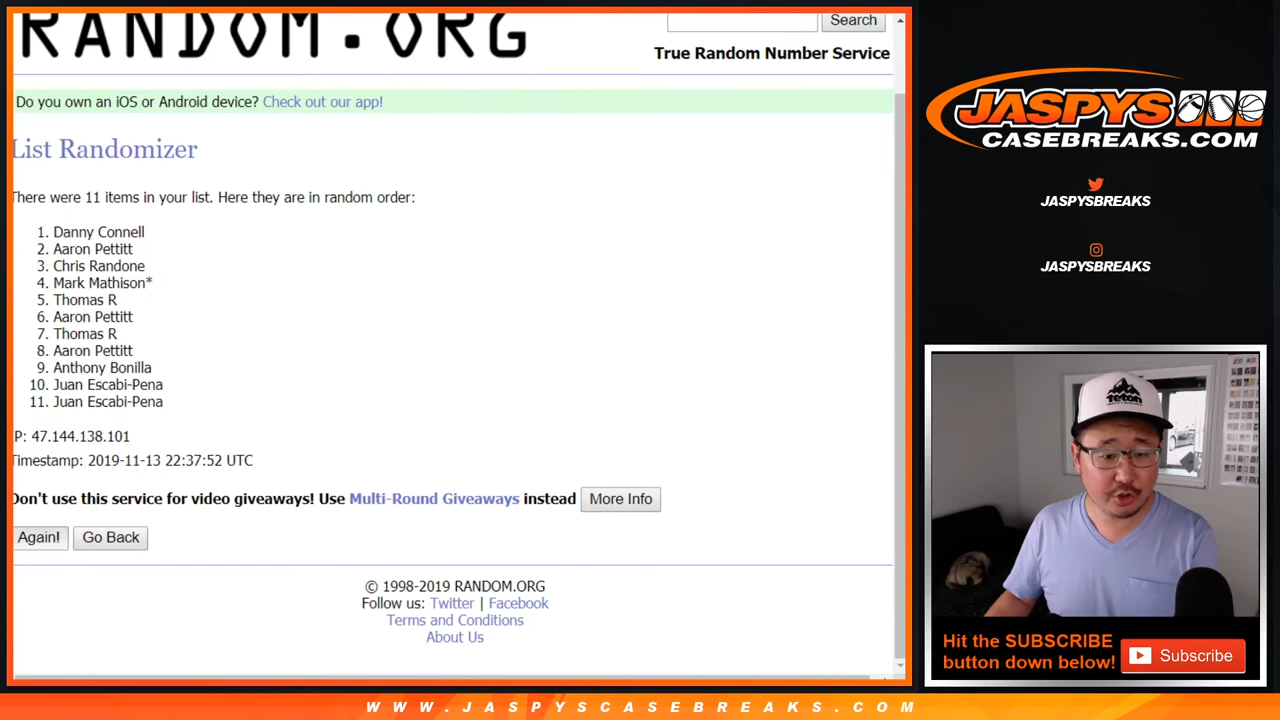 RANDOM.ORG
Search
True Random Number Service
Do you own an iOS or Android device? Check out our app!
List Randomizer
There were 11 items in your list. Here they are in random order:
1. Danny Connell
2. Aaron Pettitt
3. Chris Randone
4. Mark Mathison*
5. Thomas R
6. Aaron Pettitt
7. Thomas R
8. Aaron Pettitt
9. Anthony Bonilla
10. Juan Escabi-Pena
11. Juan Escabi-Pena
IP: 47.144.138.101
Timestamp: 2019-11-13 22:37:52 UTC
Don't use this service for video giveaways! Use Multi-Round Giveaways instead More Info
Again! Go Back
© 1998-2019 RANDOM.ORG
Follow us: Twitter | Facebook
Terms and Conditions
About Us
JASPYS
CASEBREAKS.COM
JASPYSBREAKS
JASPYSBREAKS
teton
Hit the SUBSCRIBE
button down below!
Subscribe
WWW.JASPYSCASEBREAKS.COM